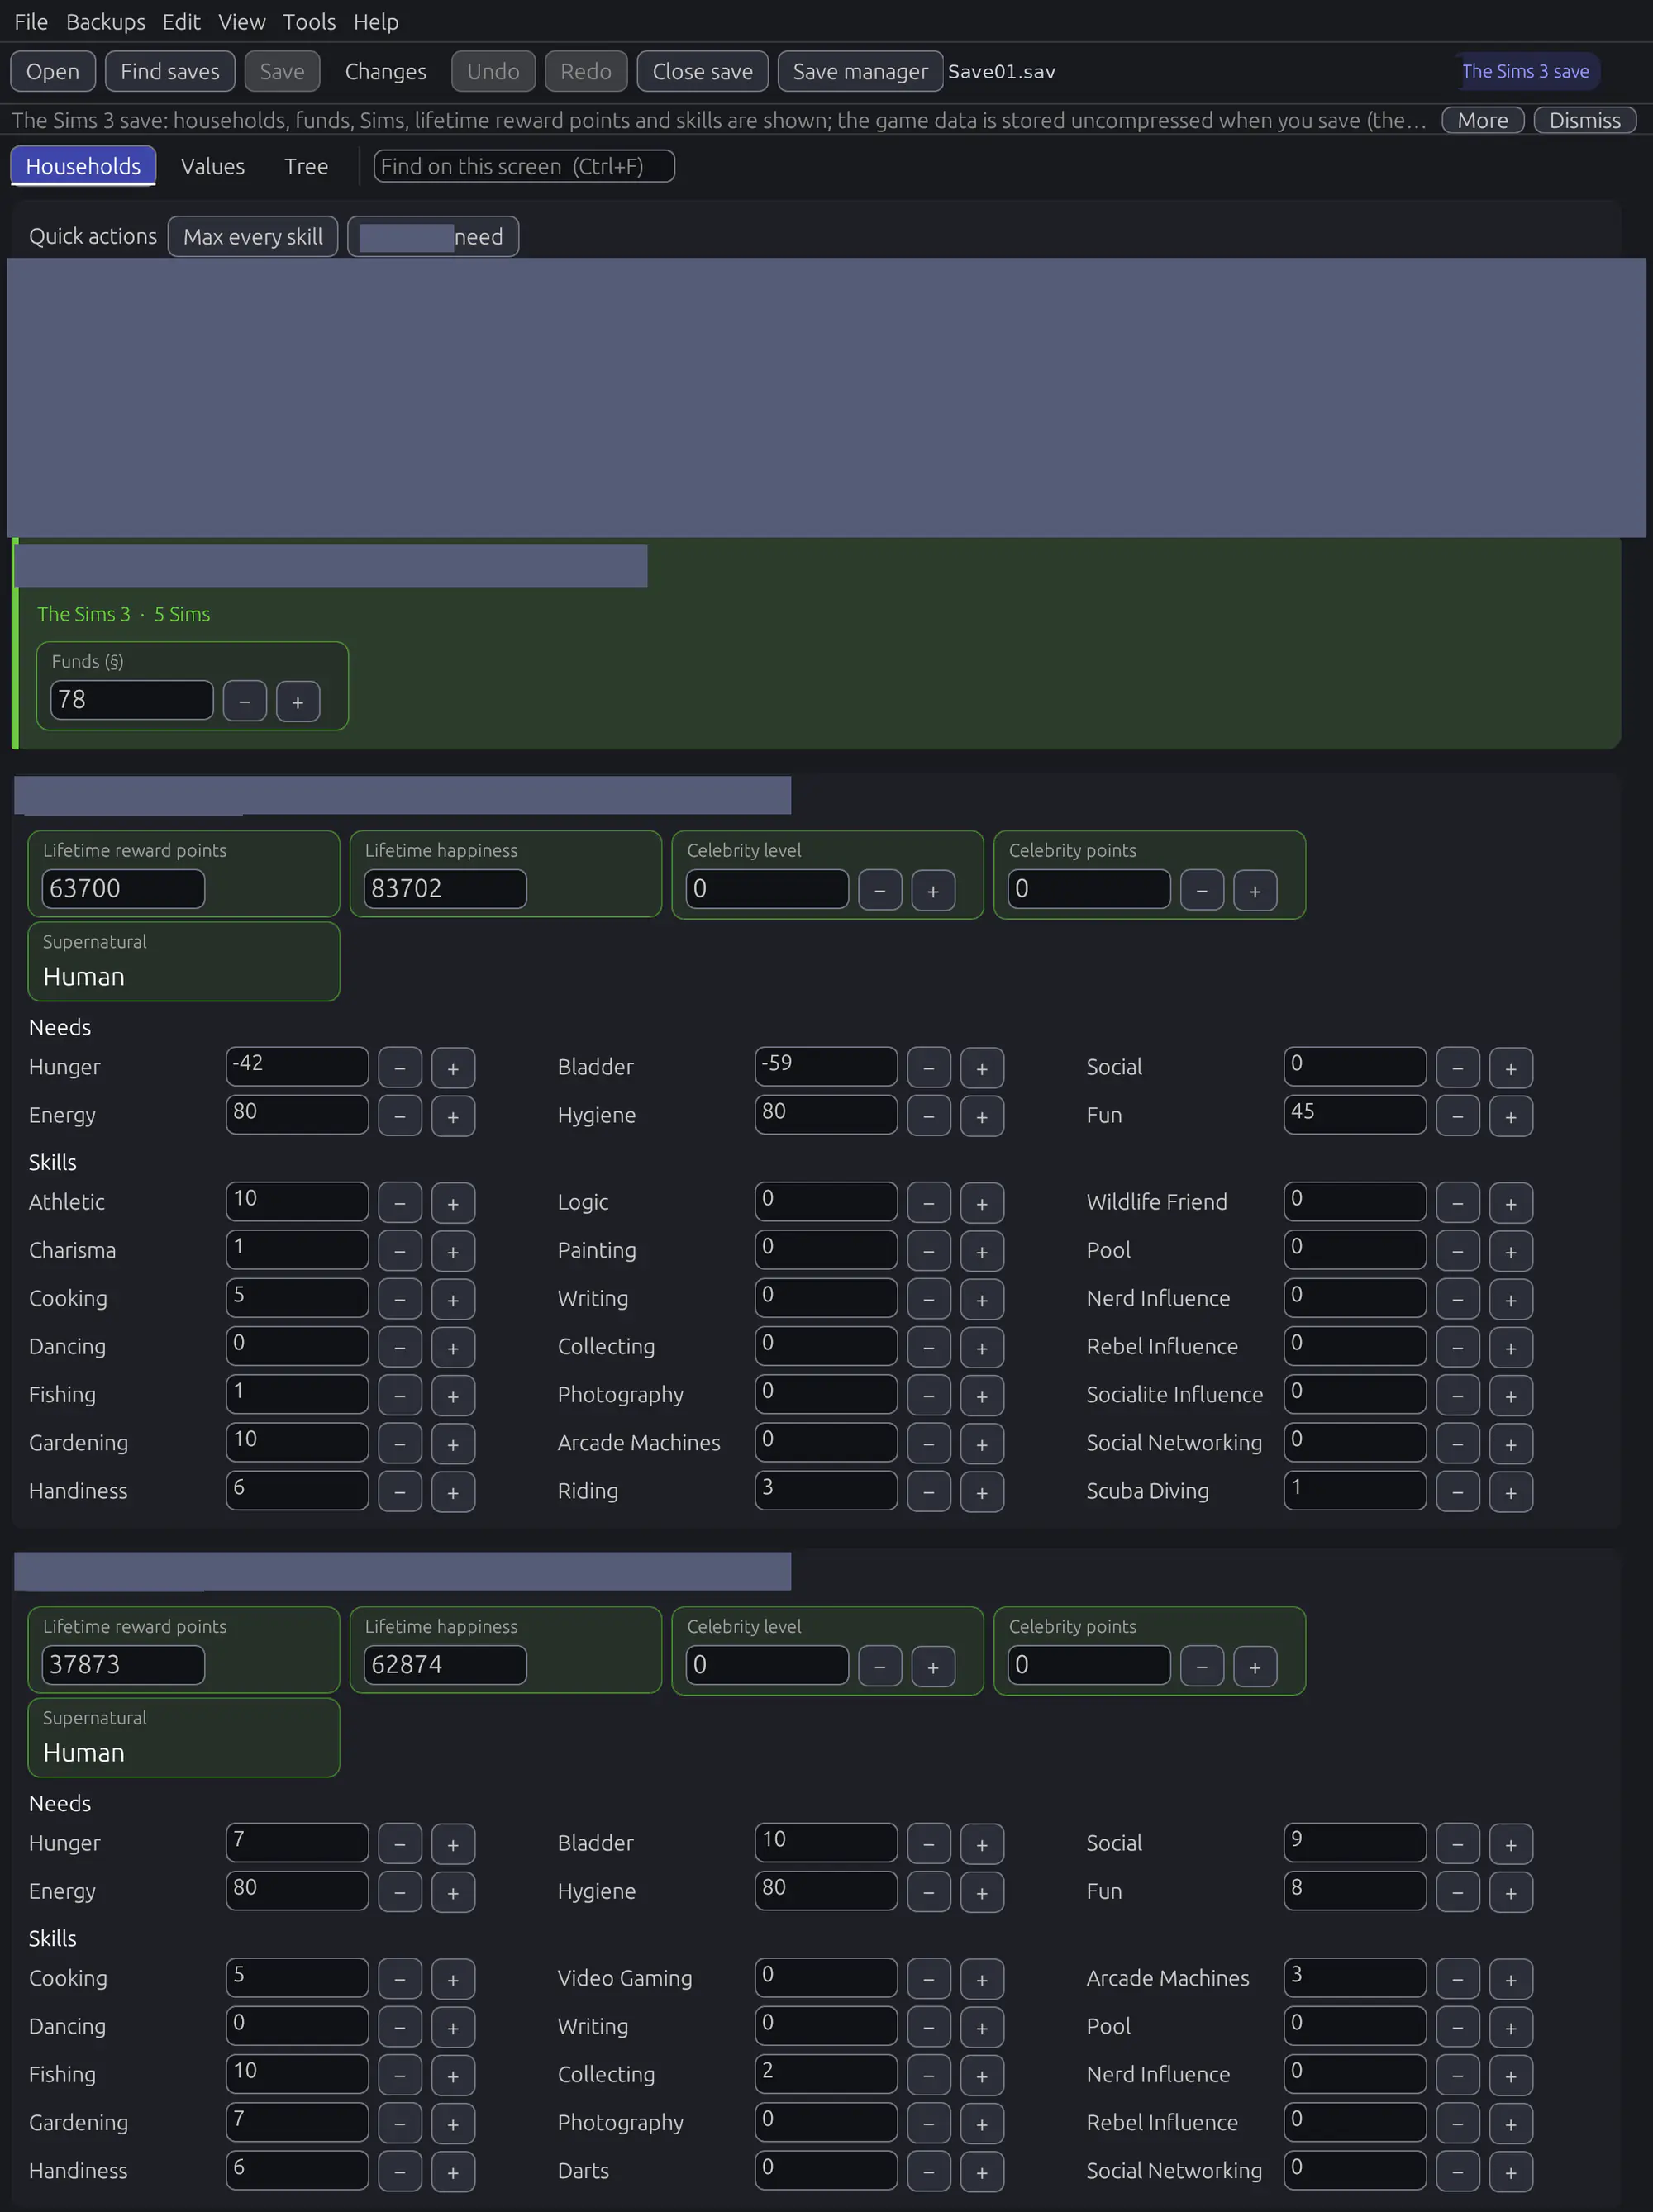 File Backups Edit View Tools Help
Open Find saves Save Changes Undo Redo Close save Save manager Save01.sav The Sims 3 save
The Sims 3 save: households, funds, Sims, lifetime reward points and skills are shown; the game data is stored uncompressed when you save (the… More Dismiss
Households Values Tree Find on this screen (Ctrl+F)
Quick actions Max every skill need
The Sims 3 · 5 Sims
Funds (§)
78 − +
Lifetime reward points Lifetime happiness Celebrity level Celebrity points
63700 83702 0 − + 0 − +
Supernatural
Human
Needs
Hunger -42 − + Bladder -59 − + Social 0 − +
Energy 80 − + Hygiene 80 − + Fun 45 − +
Skills
Athletic 10 − + Logic 0 − + Wildlife Friend 0 − +
Charisma 1 − + Painting 0 − + Pool 0 − +
Cooking 5 − + Writing 0 − + Nerd Influence 0 − +
Dancing 0 − + Collecting 0 − + Rebel Influence 0 − +
Fishing 1 − + Photography 0 − + Socialite Influence 0 − +
Gardening 10 − + Arcade Machines 0 − + Social Networking 0 − +
Handiness 6 − + Riding 3 − + Scuba Diving 1 − +
Lifetime reward points Lifetime happiness Celebrity level Celebrity points
37873 62874 0 − + 0 − +
Supernatural
Human
Needs
Hunger 7 − + Bladder 10 − + Social 9 − +
Energy 80 − + Hygiene 80 − + Fun 8 − +
Skills
Cooking 5 − + Video Gaming 0 − + Arcade Machines 3 − +
Dancing 0 − + Writing 0 − + Pool 0 − +
Fishing 10 − + Collecting 2 − + Nerd Influence 0 − +
Gardening 7 − + Photography 0 − + Rebel Influence 0 − +
Handiness 6 − + Darts 0 − + Social Networking 0 − +